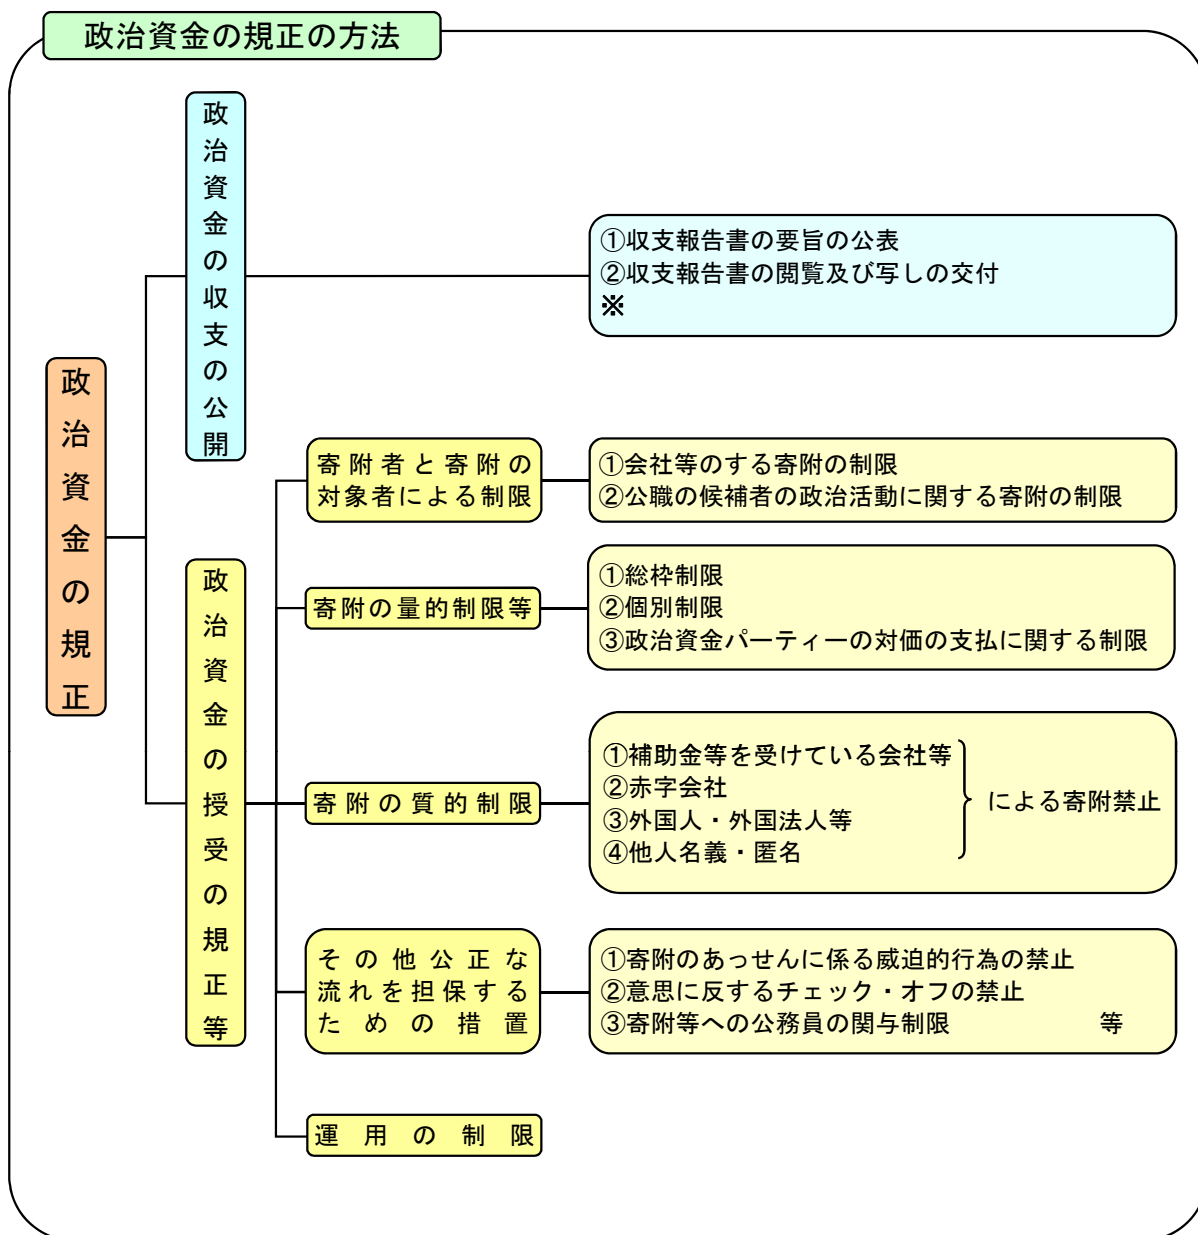 政治資金の規正の方法
政治資金の規正
政治資金の収支の公開
①収支報告書の要旨の公表
②収支報告書の閲覧及び写しの交付
※
政治資金の授受の規正等
寄附者と寄附の
対象者による制限
①会社等のする寄附の制限
②公職の候補者の政治活動に関する寄附の制限
寄附の量的制限等
①総枠制限
②個別制限
③政治資金パーティーの対価の支払に関する制限
寄附の質的制限
①補助金等を受けている会社等
②赤字会社
③外国人・外国法人等
④他人名義・匿名
による寄附禁止
その他公正な
流れを担保する
ための措置
①寄附のあっせんに係る威迫的行為の禁止
②意思に反するチェック・オフの禁止
③寄附等への公務員の関与制限 等
運用の制限